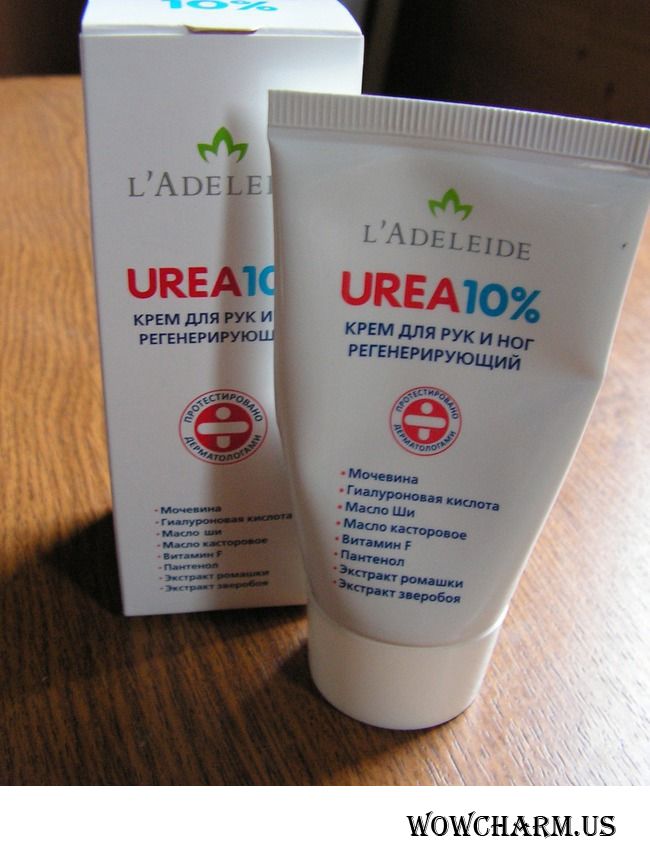 10%
L'ADELEI
UREA10
КРЕМ ДЛЯ РУК И
РЕГЕНЕРИРУЮЩ
ПРОТЕСТИРОВАНО
ДЕРМАТОЛОГАМИ
• Мочевина
• Гиалуроновая кислота
• Масло ши
• Масло касторовое
• Витамин F
• Пантенол
• Экстракт ромашки
• Экстракт зверобоя
L'ADELEIDE
UREA10%
КРЕМ ДЛЯ РУК И НОГ
РЕГЕНЕРИРУЮЩИЙ
ПРОТЕСТИРОВАНО
ДЕРМАТОЛОГАМИ
• Мочевина
• Гиалуроновая кислота
• Масло Ши
• Масло касторовое
• Витамин F
• Пантенол
• Экстракт ромашки
• Экстракт зверобоя
WOWCHARM.US